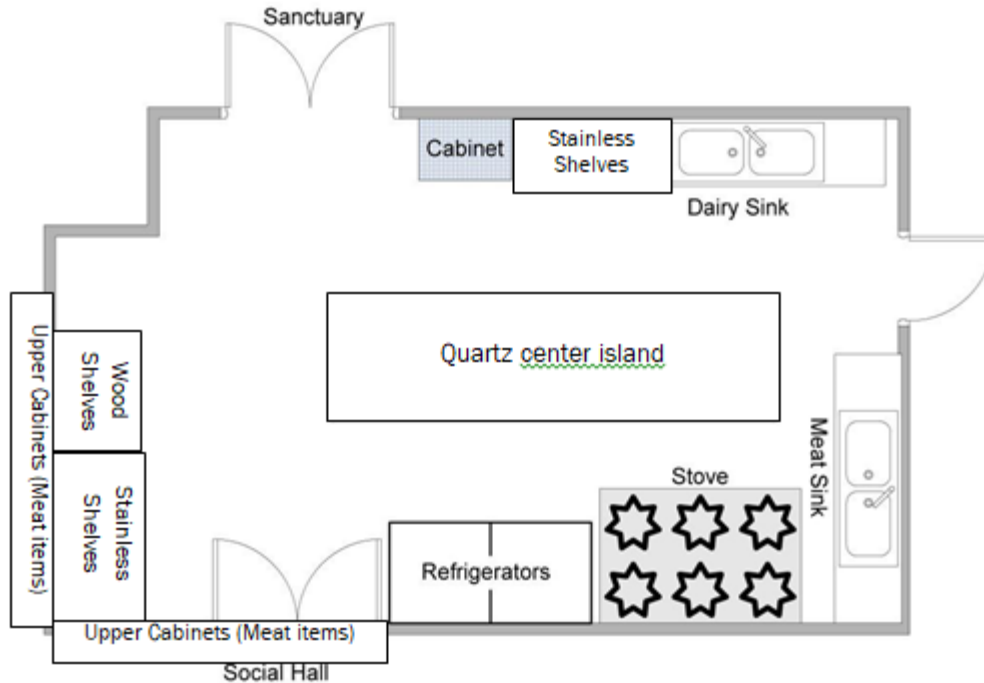 Sanctuary
Cabinet
Stainless
Shelves
Dairy Sink
Quartz center island
Upper Cabinets (Meat items)
Wood
Shelves
Stainless
Shelves
Meat Sink
Stove
Refrigerators
Upper Cabinets (Meat items)
Social Hall